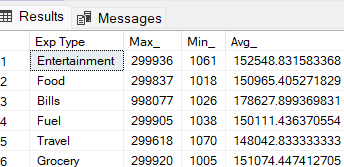 Results Messages
Exp Type Max_ Min_ Avg_
1 Entertainment 299936 1061 152548.831583368
2 Food 299837 1018 150965.405271829
3 Bills 998077 1026 178627.899369831
4 Fuel 299905 1038 150111.436370554
5 Travel 299618 1070 148042.833333333
6 Grocery 299920 1005 151074.447412705